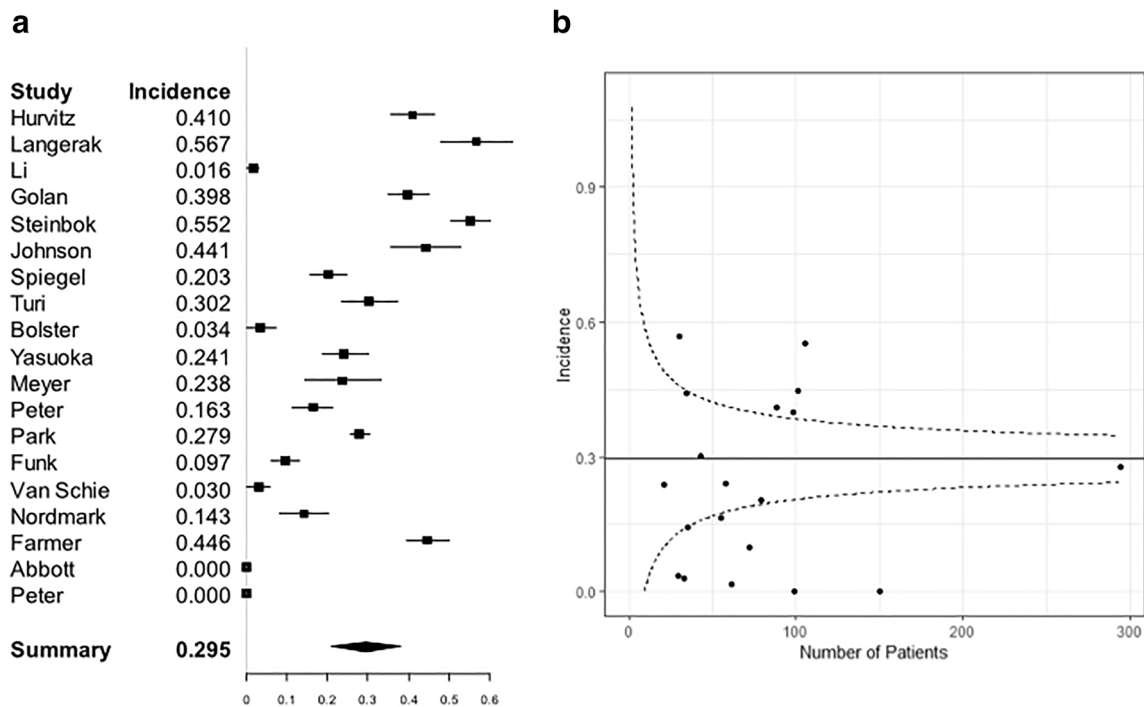 a
Study Incidence
Hurvitz 0.410
Langerak 0.567
Li 0.016
Golan 0.398
Steinbok 0.552
Johnson 0.441
Spiegel 0.203
Turi 0.302
Bolster 0.034
Yasuoka 0.241
Meyer 0.238
Peter 0.163
Park 0.279
Funk 0.097
Van Schie 0.030
Nordmark 0.143
Farmer 0.446
Abbott 0.000
Peter 0.000
Summary 0.295
0 0.1 0.2 0.3 0.4 0.5 0.6
b
Incidence
0.9
0.6
0.3
0.0
0 100 200 300
Number of Patients